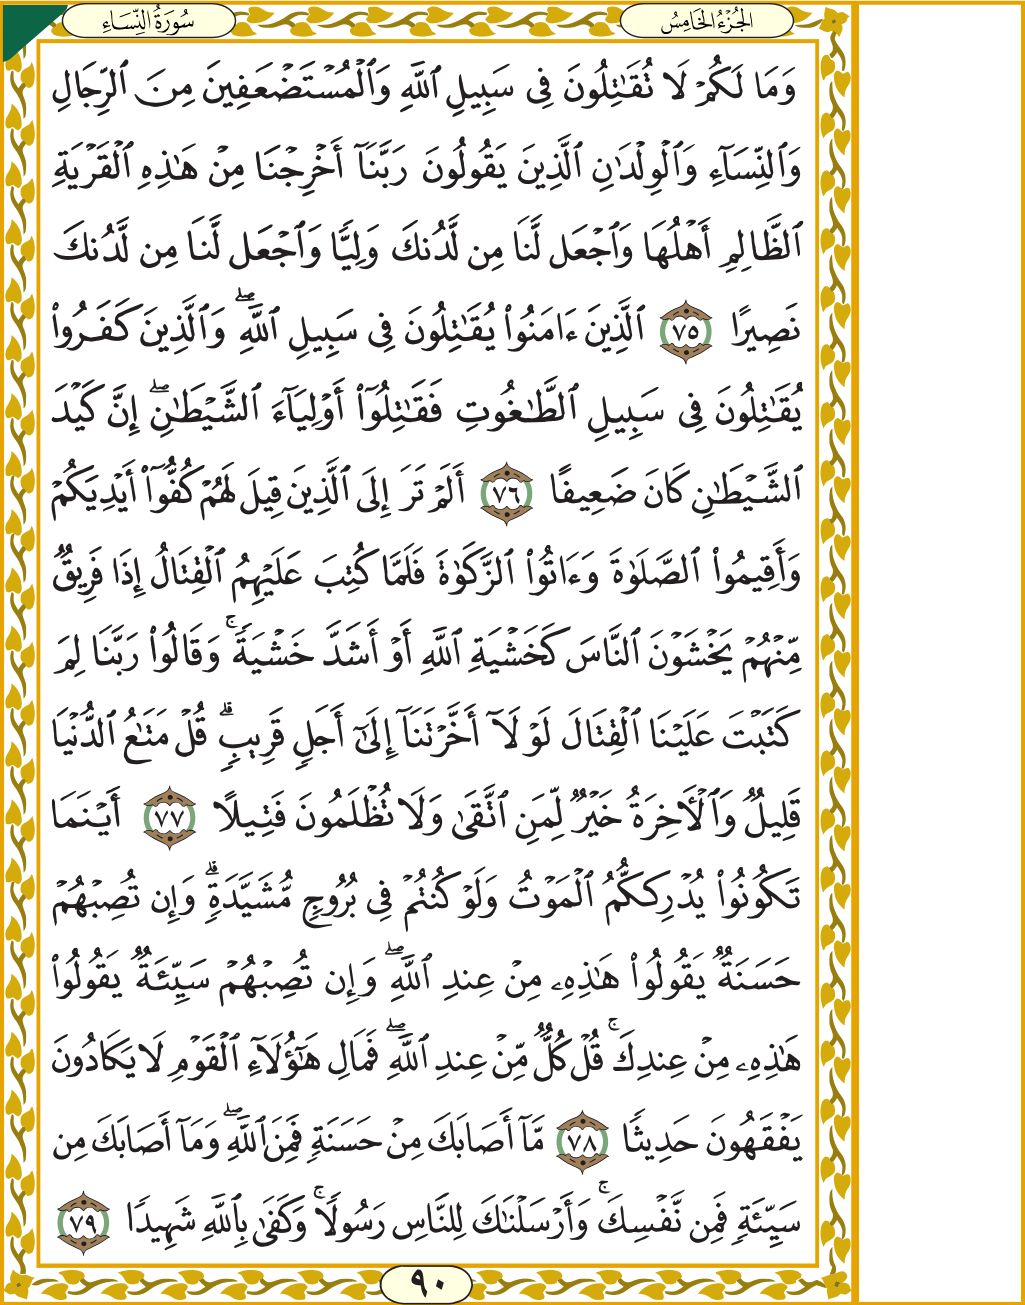 الجُزْءُ الخَامِسُ
سُورَةُ النِّسَاءِ
وَمَا لَكُمْ لَا تُقَٰتِلُونَ فِى سَبِيلِ ٱللَّهِ وَٱلْمُسْتَضْعَفِينَ مِنَ ٱلرِّجَالِ
وَٱلنِّسَآءِ وَٱلْوِلْدَٰنِ ٱلَّذِينَ يَقُولُونَ رَبَّنَآ أَخْرِجْنَا مِنْ هَٰذِهِ ٱلْقَرْيَةِ
ٱلظَّالِمِ أَهْلُهَا وَٱجْعَل لَّنَا مِن لَّدُنكَ وَلِيًّا وَٱجْعَل لَّنَا مِن لَّدُنكَ
نَصِيرًا ٧٥ ٱلَّذِينَ ءَامَنُوا۟ يُقَٰتِلُونَ فِى سَبِيلِ ٱللَّهِ ۖ وَٱلَّذِينَ كَفَرُوا۟
يُقَٰتِلُونَ فِى سَبِيلِ ٱلطَّٰغُوتِ فَقَٰتِلُوٓا۟ أَوْلِيَآءَ ٱلشَّيْطَٰنِ ۖ إِنَّ كَيْدَ
ٱلشَّيْطَٰنِ كَانَ ضَعِيفًا ٧٦ أَلَمْ تَرَ إِلَى ٱلَّذِينَ قِيلَ لَهُمْ كُفُّوٓا۟ أَيْدِيَكُمْ
وَأَقِيمُوا۟ ٱلصَّلَوٰةَ وَءَاتُوا۟ ٱلزَّكَوٰةَ فَلَمَّا كُتِبَ عَلَيْهِمُ ٱلْقِتَالُ إِذَا فَرِيقٌ
مِّنْهُمْ يَخْشَوْنَ ٱلنَّاسَ كَخَشْيَةِ ٱللَّهِ أَوْ أَشَدَّ خَشْيَةً ۚ وَقَالُوا۟ رَبَّنَا لِمَ
كَتَبْتَ عَلَيْنَا ٱلْقِتَالَ لَوْلَآ أَخَّرْتَنَآ إِلَىٰٓ أَجَلٍ قَرِيبٍ ۗ قُلْ مَتَٰعُ ٱلدُّنْيَا
قَلِيلٌ وَٱلْأَخِرَةُ خَيْرٌ لِّمَنِ ٱتَّقَىٰ وَلَا تُظْلَمُونَ فَتِيلًا ٧٧ أَيْنَمَا
تَكُونُوا۟ يُدْرِككُّمُ ٱلْمَوْتُ وَلَوْ كُنتُمْ فِى بُرُوجٍ مُّشَيَّدَةٍ ۗ وَإِن تُصِبْهُمْ
حَسَنَةٌ يَقُولُوا۟ هَٰذِهِۦ مِنْ عِندِ ٱللَّهِ ۖ وَإِن تُصِبْهُمْ سَيِّئَةٌ يَقُولُوا۟
هَٰذِهِۦ مِنْ عِندِكَ ۚ قُلْ كُلٌّ مِّنْ عِندِ ٱللَّهِ ۖ فَمَالِ هَٰٓؤُلَآءِ ٱلْقَوْمِ لَا يَكَادُونَ
يَفْقَهُونَ حَدِيثًا ٧٨ مَّآ أَصَابَكَ مِنْ حَسَنَةٍ فَمِنَ ٱللَّهِ ۖ وَمَآ أَصَابَكَ مِن
سَيِّئَةٍ فَمِن نَّفْسِكَ ۚ وَأَرْسَلْنَٰكَ لِلنَّاسِ رَسُولًا ۚ وَكَفَىٰ بِٱللَّهِ شَهِيدًا ٧٩
٩٠